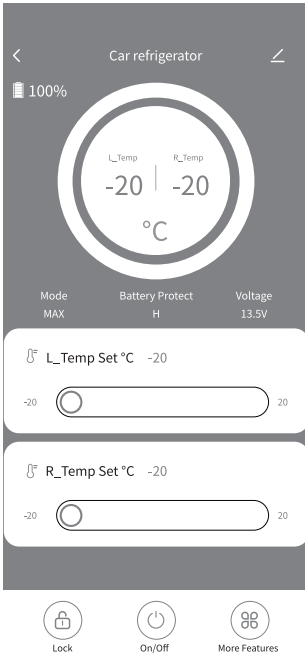 Car refrigerator
100%
L_Temp R_Temp
-20 -20
°C
Mode Battery Protect Voltage
MAX H 13.5V
L_Temp Set °C -20
-20 20
R_Temp Set °C -20
-20 20
Lock On/Off More Features